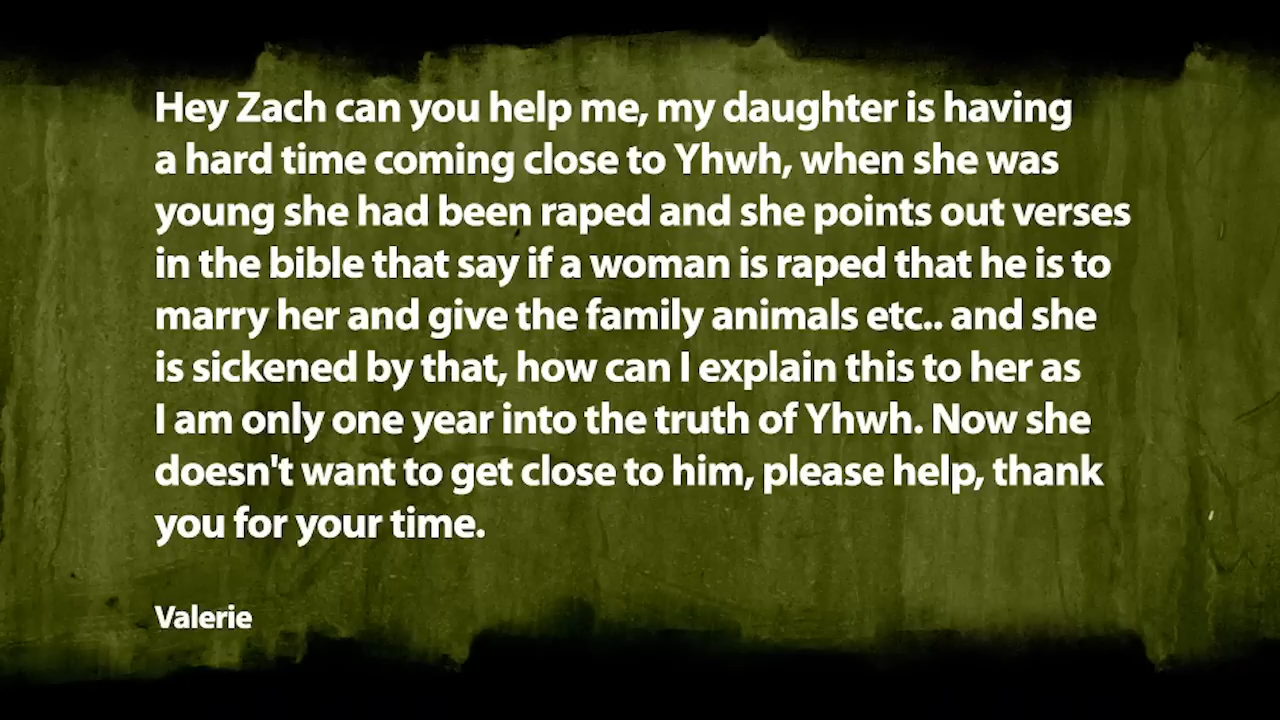 Hey Zach can you help me, my daughter is having
a hard time coming close to Yhwh, when she was
young she had been raped and she points out verses
in the bible that say if a woman is raped that he is to
marry her and give the family animals etc.. and she
is sickened by that, how can I explain this to her as
I am only one year into the truth of Yhwh. Now she
doesn't want to get close to him, please help, thank
you for your time.
Valerie